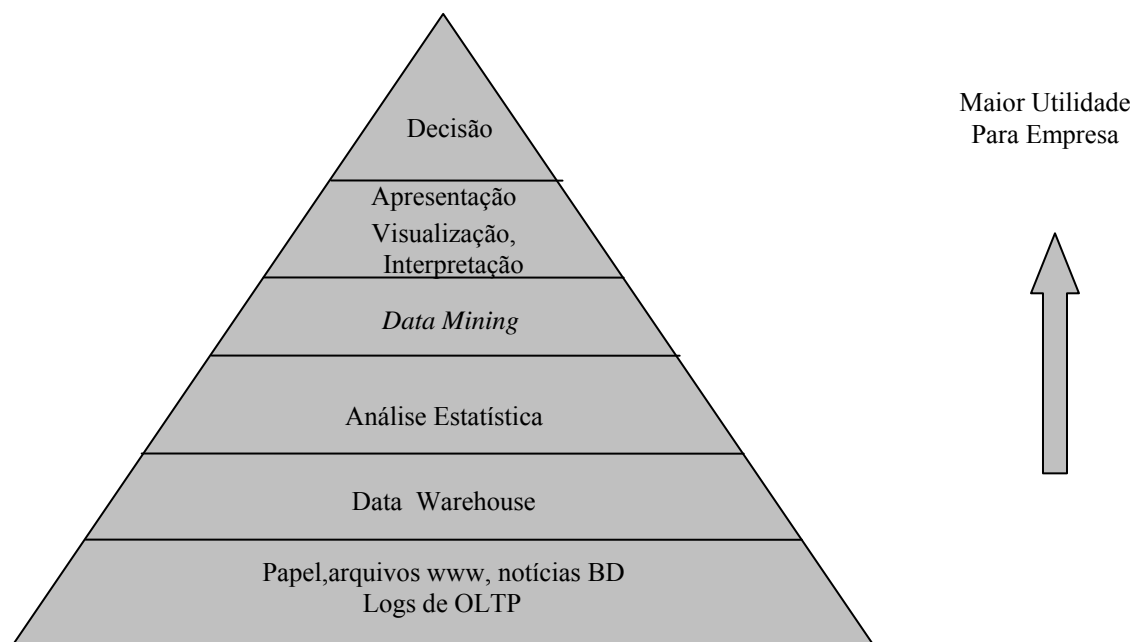 Decisão
Maior Utilidade
Para Empresa
Apresentação
Visualização,
Interpretação
Data Mining
Análise Estatística
Data Warehouse
Papel,arquivos www, notícias BD
Logs de OLTP